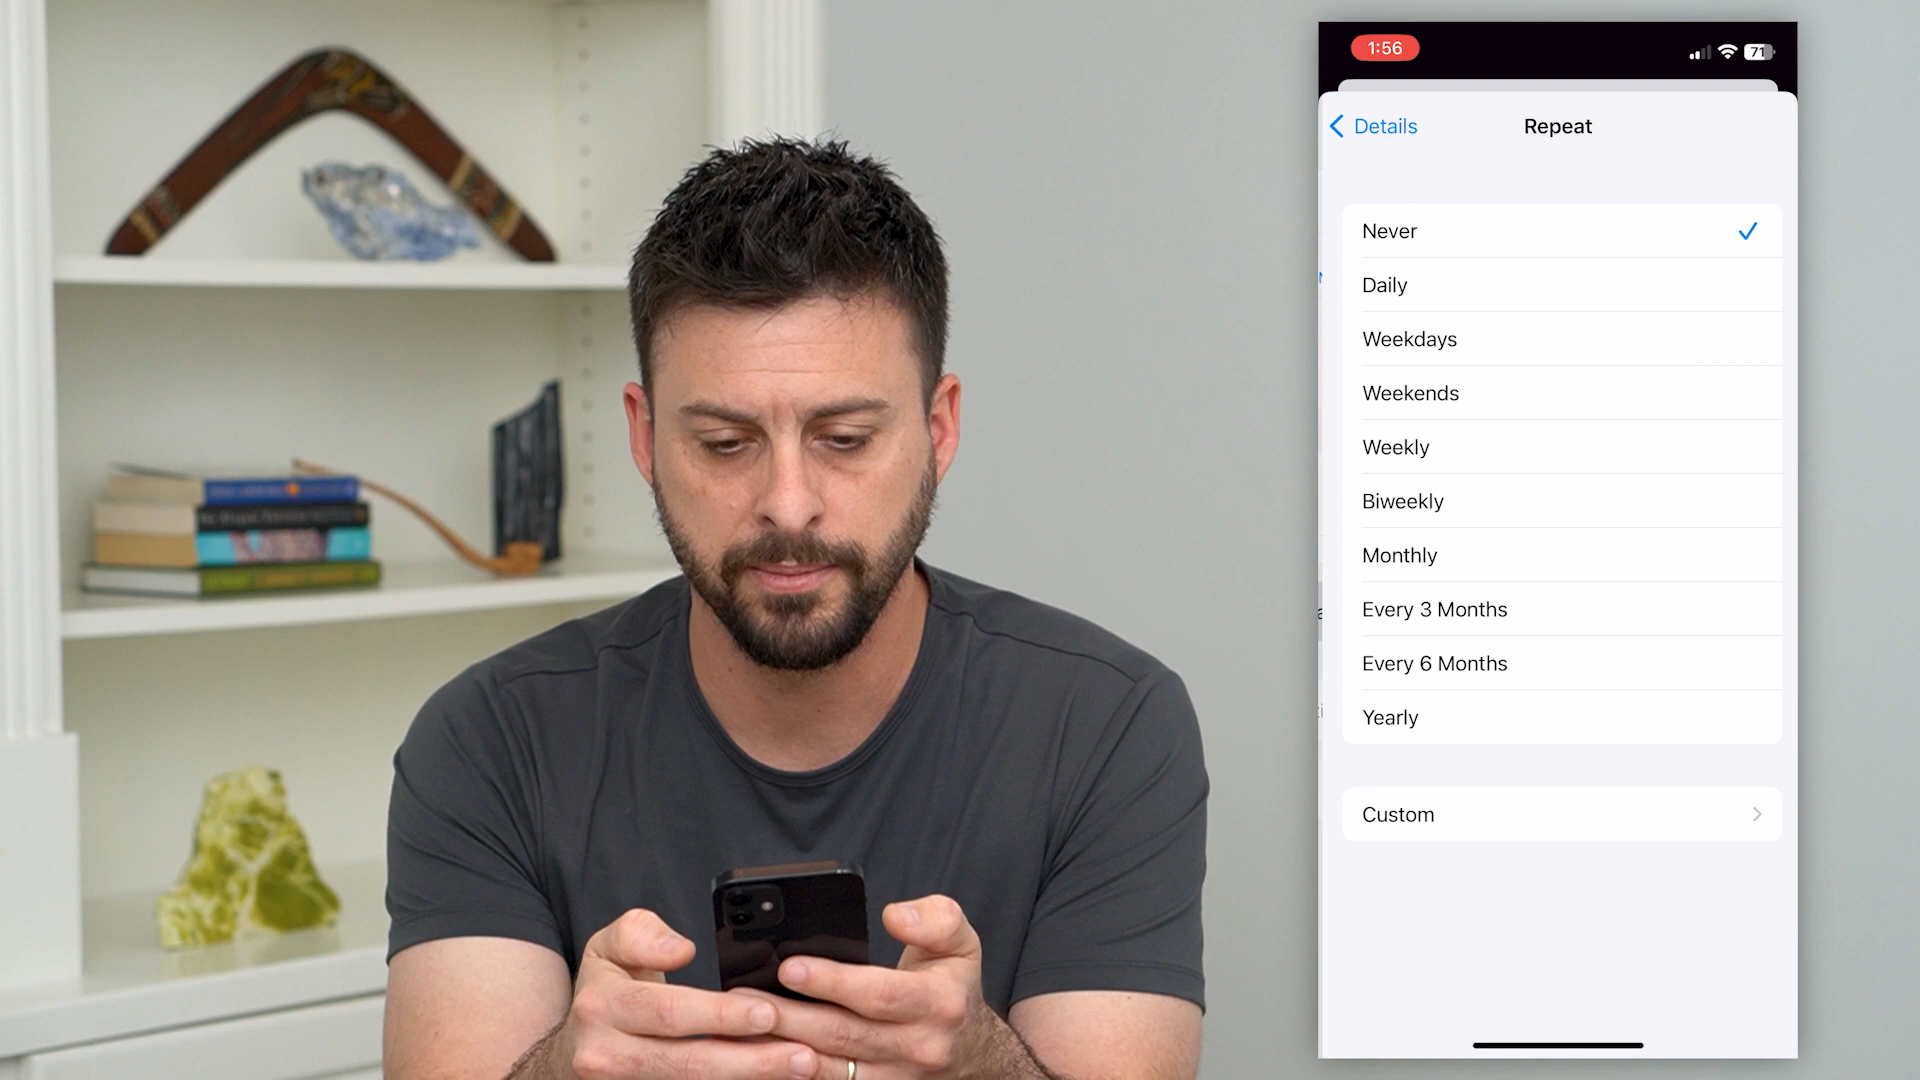 1:56
71
Details
Repeat
Never
Daily
Weekdays
Weekends
Weekly
Biweekly
Monthly
Every 3 Months
Every 6 Months
Yearly
Custom